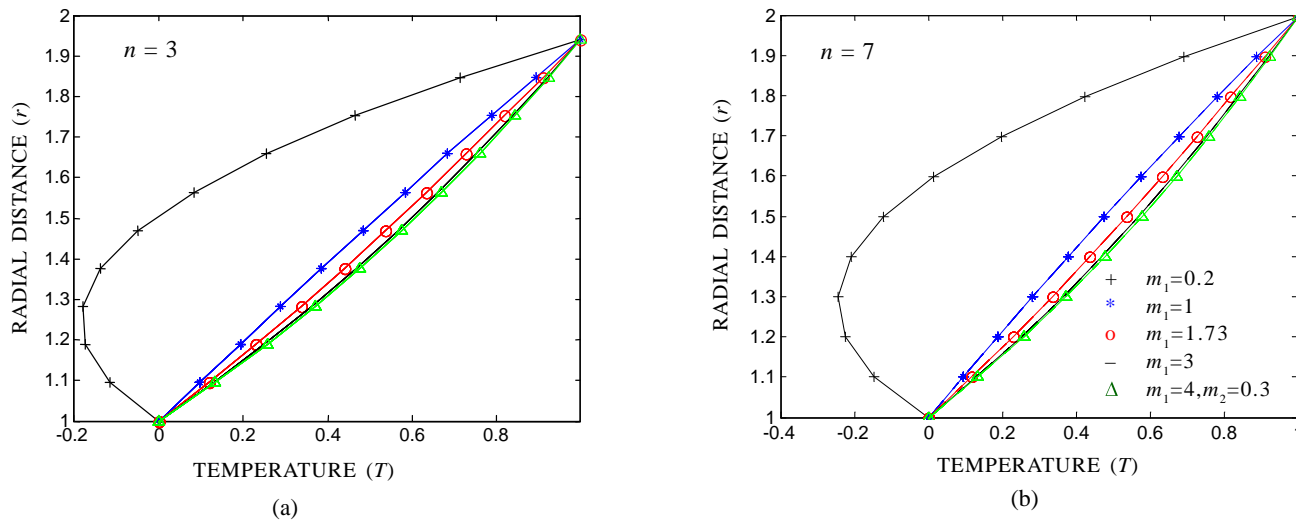 n = 3
RADIAL DISTANCE (r)
2
1.9
1.8
1.7
1.6
1.5
1.4
1.3
1.2
1.1
1
-0.2
0
0.2
0.4
0.6
0.8
TEMPERATURE (T)
(a)
n = 7
RADIAL DISTANCE (r)
2
1.9
1.8
1.7
1.6
1.5
1.4
1.3
1.2
1.1
1
+ m1=0.2
* m1=1
o m1=1.73
– m1=3
Δ m1=4,m2=0.3
-0.4
-0.2
0
0.2
0.4
0.6
0.8
1
TEMPERATURE (T)
(b)